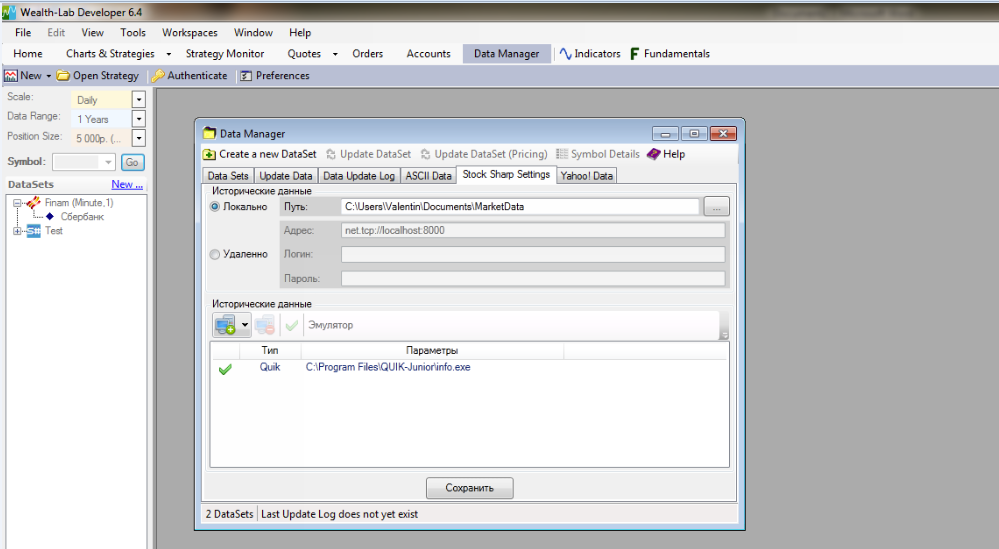 Wealth-Lab Developer 6.4
File Edit View Tools Workspaces Window Help
Home Charts & Strategies Strategy Monitor Quotes Orders Accounts Data Manager Indicators F Fundamentals
New Open Strategy Authenticate Preferences
Scale: Daily
Data Range: 1 Years
Position Size: 5 000р. (...
Symbol: Go
DataSets New ...
Finam (Minute,1)
Сбербанк
Test
Data Manager
Create a new DataSet Update DataSet Update DataSet (Pricing) Symbol Details Help
Data Sets Update Data Data Update Log ASCII Data Stock Sharp Settings Yahoo! Data
Исторические данные
Локально Путь: C:\Users\Valentin\Documents\MarketData ...
Адрес: net.tcp://localhost:8000
Удаленно Логин:
Пароль:
Исторические данные
Эмулятор
Тип Параметры
Quik C:\Program Files\QUIK-Junior\info.exe
Сохранить
2 DataSets Last Update Log does not yet exist